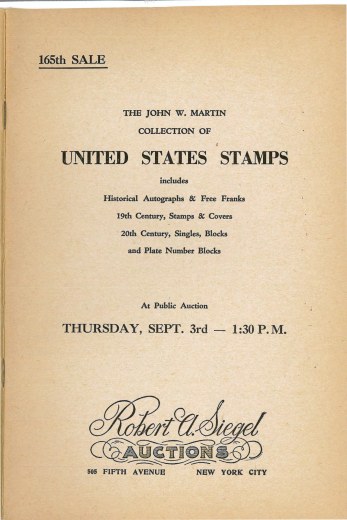 165th SALE
THE JOHN W. MARTIN
COLLECTION OF
UNITED STATES STAMPS
includes
Historical Autographs & Free Franks
19th Century, Stamps & Covers
20th Century, Singles, Blocks
and Plate Number Blocks
At Public Auction
THURSDAY, SEPT. 3rd — 1:30 P.M.
Robert A. Siegel
AUCTIONS
505 FIFTH AVENUE NEW YORK CITY